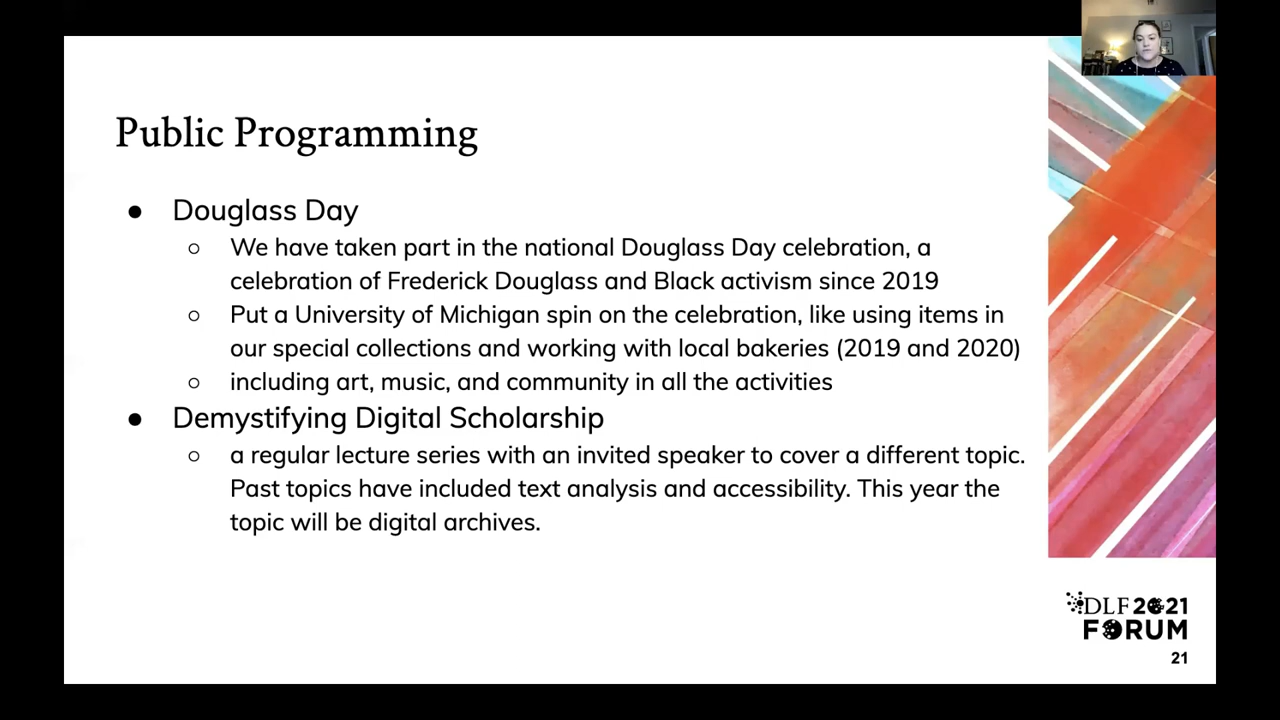 Public Programming
● Douglass Day
○ We have taken part in the national Douglass Day celebration, a
celebration of Frederick Douglass and Black activism since 2019
○ Put a University of Michigan spin on the celebration, like using items in
our special collections and working with local bakeries (2019 and 2020)
○ including art, music, and community in all the activities
● Demystifying Digital Scholarship
○ a regular lecture series with an invited speaker to cover a different topic.
Past topics have included text analysis and accessibility. This year the
topic will be digital archives.
DLF 2021
FORUM
21